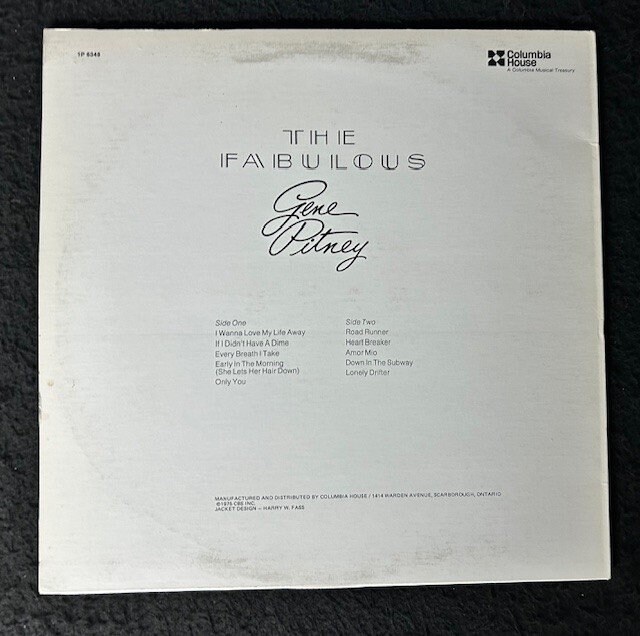 1P 6348
Columbia
House
A Columbia Musical Treasury
THE
FABULOUS
Gene
Pitney
Side One
I Wanna Love My Life Away
If I Didn't Have A Dime
Every Breath I Take
Early In The Morning
(She Lets Her Hair Down)
Only You
Side Two
Road Runner
Heart Breaker
Amor Mio
Down In The Subway
Lonely Drifter
MANUFACTURED AND DISTRIBUTED BY COLUMBIA HOUSE / 1414 WARDEN AVENUE, SCARBOROUGH, ONTARIO
©1976 CBS INC.
JACKET DESIGN – HARRY W. FASS